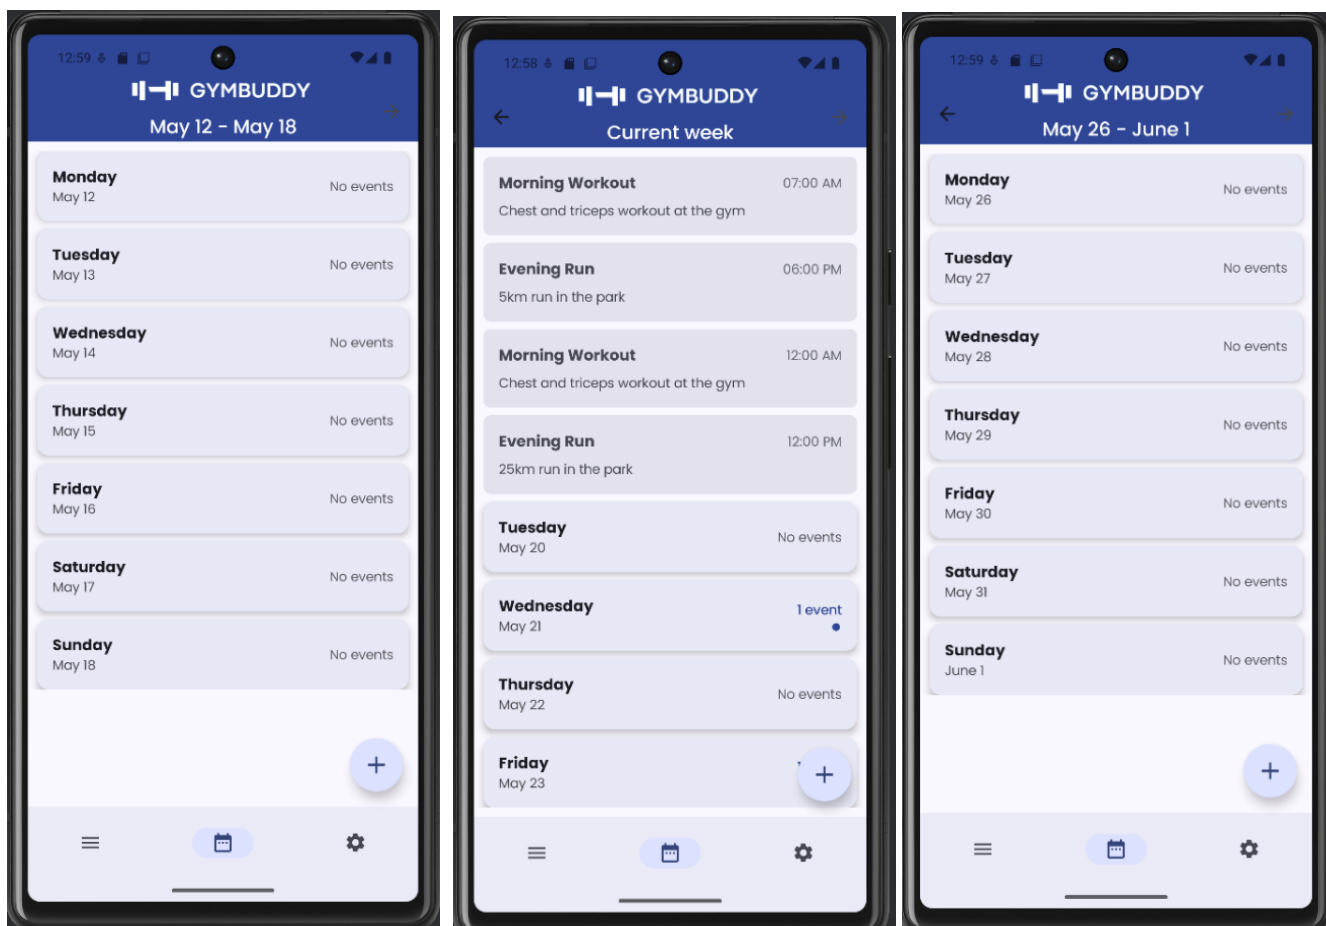 12:59
GYMBUDDY
May 12 - May 18
Monday
May 12
No events
Tuesday
May 13
No events
Wednesday
May 14
No events
Thursday
May 15
No events
Friday
May 16
No events
Saturday
May 17
No events
Sunday
May 18
No events
12:58
GYMBUDDY
Current week
Morning Workout
07:00 AM
Chest and triceps workout at the gym
Evening Run
06:00 PM
5km run in the park
Morning Workout
12:00 AM
Chest and triceps workout at the gym
Evening Run
12:00 PM
25km run in the park
Tuesday
May 20
No events
Wednesday
May 21
1 event
Thursday
May 22
No events
Friday
May 23
12:59
GYMBUDDY
May 26 - June 1
Monday
May 26
No events
Tuesday
May 27
No events
Wednesday
May 28
No events
Thursday
May 29
No events
Friday
May 30
No events
Saturday
May 31
No events
Sunday
June 1
No events